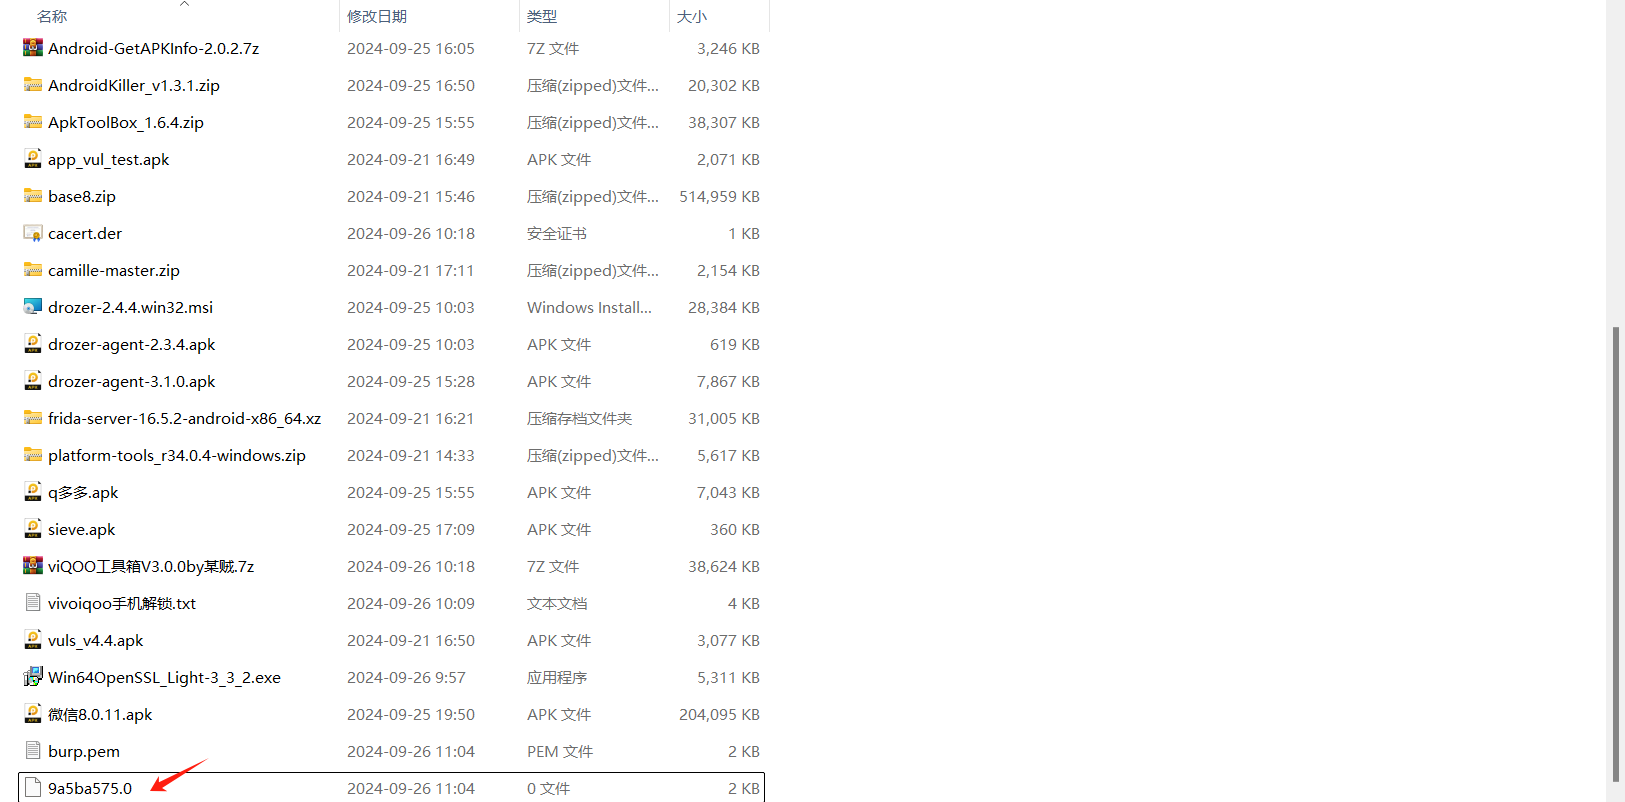 名称 修改日期 类型 大小
Android-GetAPKInfo-2.0.2.7z 2024-09-25 16:05 7Z 文件 3,246 KB
AndroidKiller_v1.3.1.zip 2024-09-25 16:50 压缩(zipped)文件... 20,302 KB
ApkToolBox_1.6.4.zip 2024-09-25 15:55 压缩(zipped)文件... 38,307 KB
app_vul_test.apk 2024-09-21 16:49 APK 文件 2,071 KB
base8.zip 2024-09-21 15:46 压缩(zipped)文件... 514,959 KB
cacert.der 2024-09-26 10:18 安全证书 1 KB
camille-master.zip 2024-09-21 17:11 压缩(zipped)文件... 2,154 KB
drozer-2.4.4.win32.msi 2024-09-25 10:03 Windows Install... 28,384 KB
drozer-agent-2.3.4.apk 2024-09-25 10:03 APK 文件 619 KB
drozer-agent-3.1.0.apk 2024-09-25 15:28 APK 文件 7,867 KB
frida-server-16.5.2-android-x86_64.xz 2024-09-21 16:21 压缩存档文件夹 31,005 KB
platform-tools_r34.0.4-windows.zip 2024-09-21 14:33 压缩(zipped)文件... 5,617 KB
q多多.apk 2024-09-25 15:55 APK 文件 7,043 KB
sieve.apk 2024-09-25 17:09 APK 文件 360 KB
viQOO工具箱V3.0.0by某贼.7z 2024-09-26 10:18 7Z 文件 38,624 KB
vivoiqoo手机解锁.txt 2024-09-26 10:09 文本文档 4 KB
vuls_v4.4.apk 2024-09-21 16:50 APK 文件 3,077 KB
Win64OpenSSL_Light-3_3_2.exe 2024-09-26 9:57 应用程序 5,311 KB
微信8.0.11.apk 2024-09-25 19:50 APK 文件 204,095 KB
burp.pem 2024-09-26 11:04 PEM 文件 2 KB
9a5ba575.0 2024-09-26 11:04 0 文件 2 KB